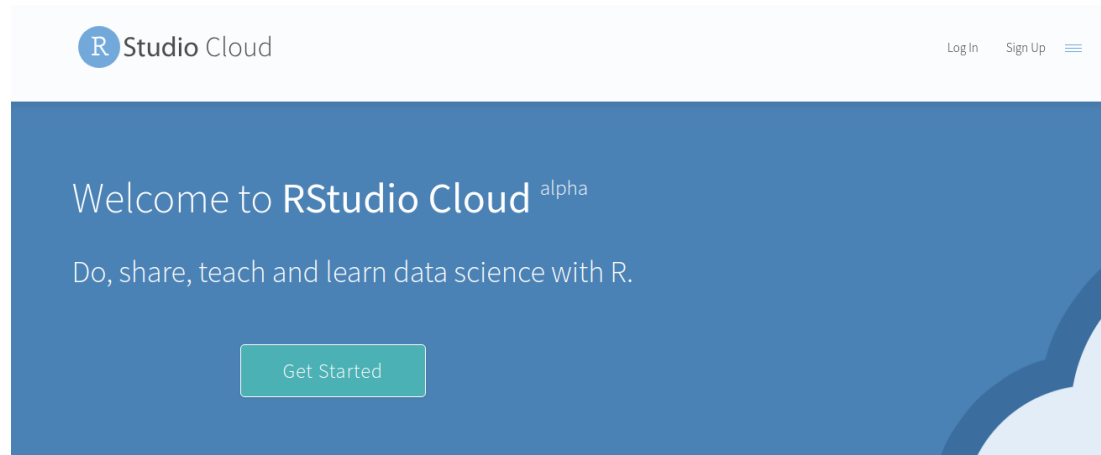 R Studio Cloud
Log In Sign Up
Welcome to RStudio Cloud alpha
Do, share, teach and learn data science with R.
Get Started